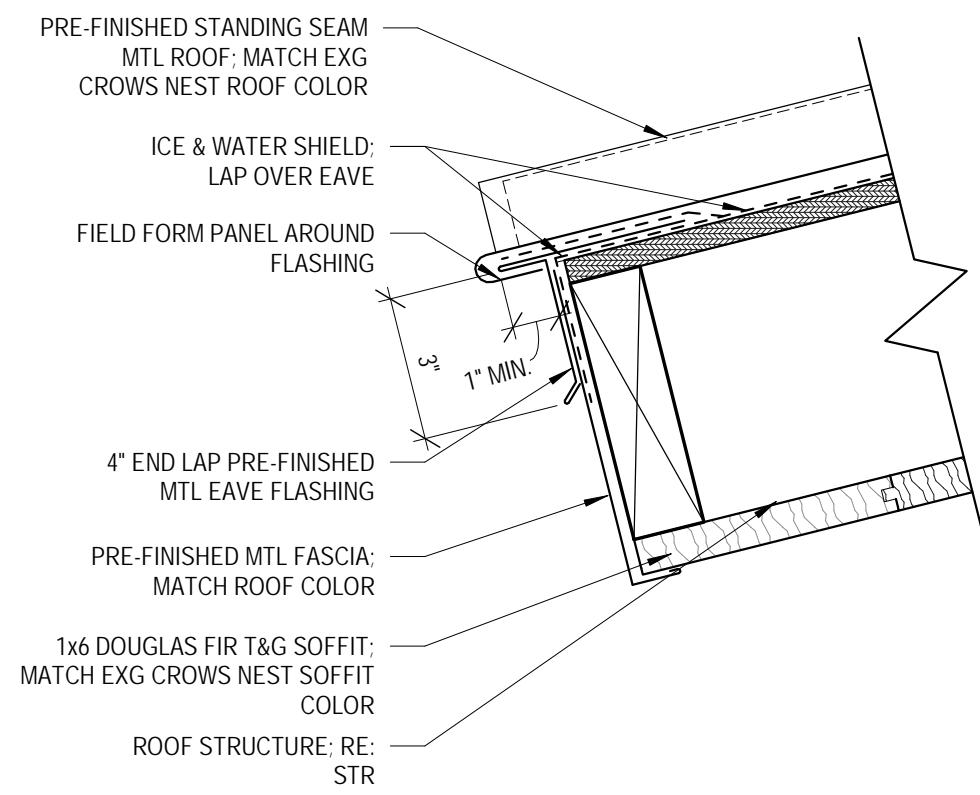 PRE-FINISHED STANDING SEAM
MTL ROOF; MATCH EXG
CROWS NEST ROOF COLOR
ICE & WATER SHIELD;
LAP OVER EAVE
FIELD FORM PANEL AROUND
FLASHING
3"
1" MIN.
4" END LAP PRE-FINISHED
MTL EAVE FLASHING
PRE-FINISHED MTL FASCIA;
MATCH ROOF COLOR
1x6 DOUGLAS FIR T&G SOFFIT;
MATCH EXG CROWS NEST SOFFIT
COLOR
ROOF STRUCTURE; RE:
STR